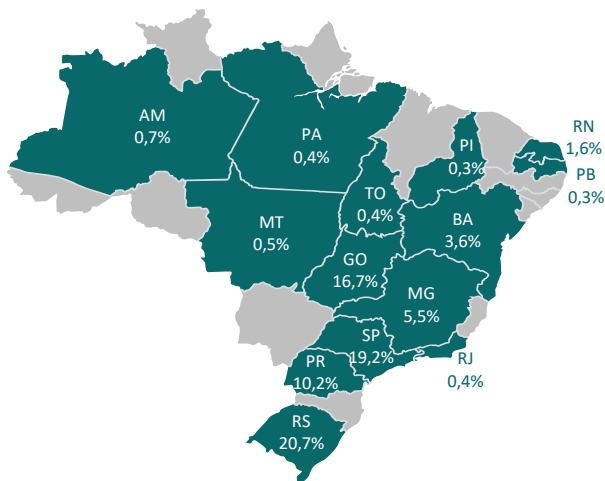 AM
0,7%
PA
0,4%
PI
0,3%
RN
1,6%
PB
0,3%
TO
0,4%
MT
0,5%
BA
3,6%
GO
16,7%
MG
5,5%
SP
19,2%
RJ
0,4%
PR
10,2%
RS
20,7%